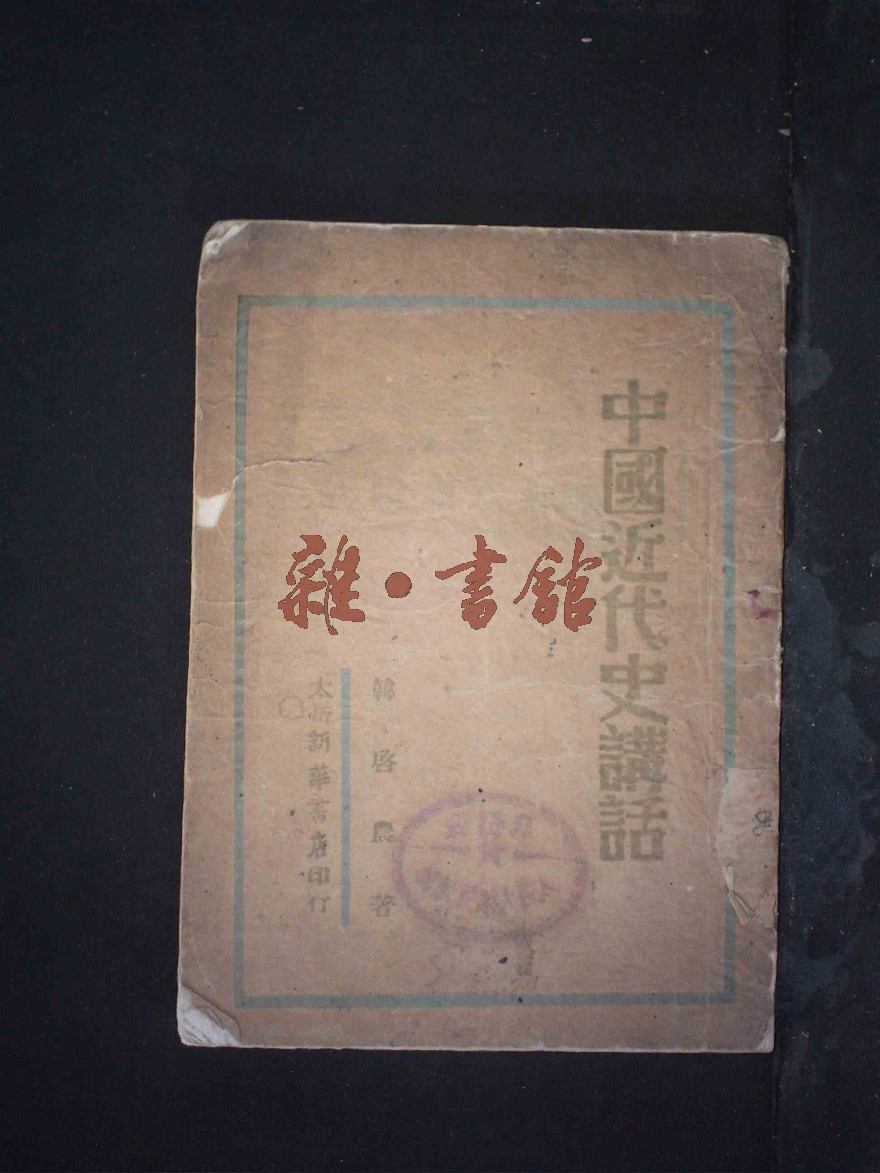 中國近代史講話
韓啓農著
太行新華書店印行
雜·書舘